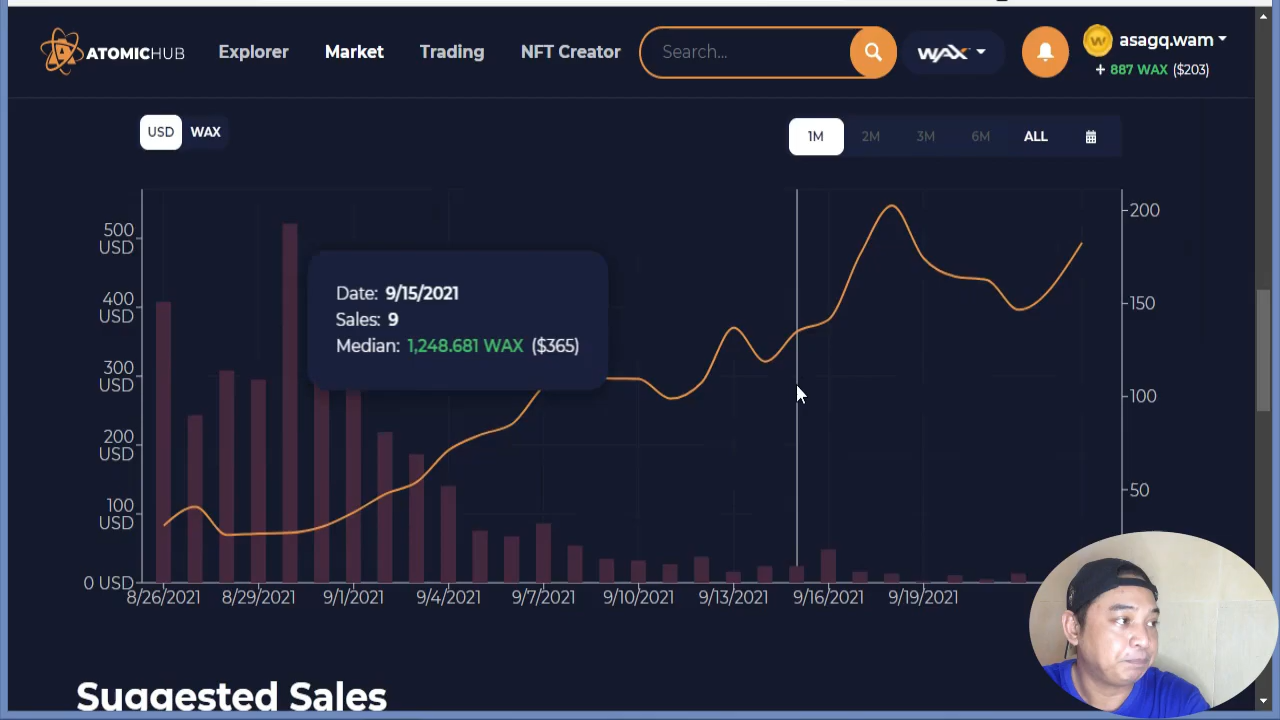 ATOMICHUB Explorer Market Trading NFT Creator Search... WAX asagq.wam
+ 887 WAX ($203)
USD WAX 1M 2M 3M 6M ALL
500 USD
400 USD
300 USD
200 USD
100 USD
0 USD
200
150
100
50
Date: 9/15/2021
Sales: 9
Median: 1,248.681 WAX ($365)
8/26/2021 8/29/2021 9/1/2021 9/4/2021 9/7/2021 9/10/2021 9/13/2021 9/16/2021 9/19/2021
Suggested Sales